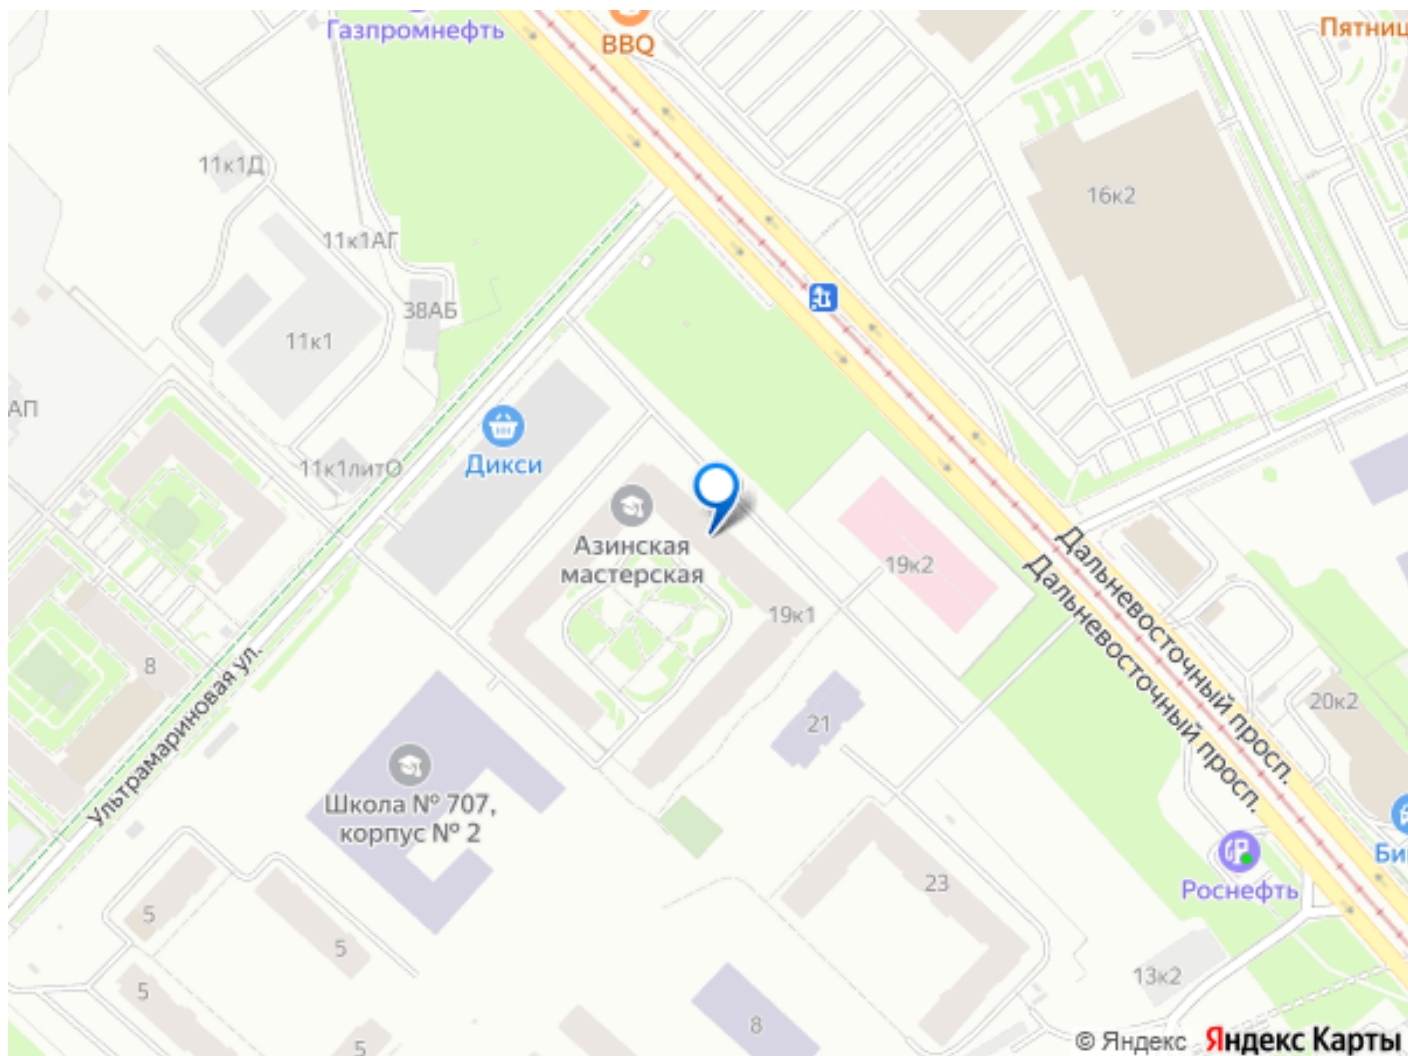 Газпромнефть
BBQ
Пятниц
11к1Д
16к2
11к1АГ
38АБ
11к1
АП
Дикси
11к1литО
Азинская
мастерская
19к2
Дальневосточный просп.
Дальневосточный просп.
19к1
8
Ультрамариновая ул.
21
20к2
Школа № 707,
корпус № 2
Би
Роснефть
23
5
5
5
13к2
8
5
© Яндекс Яндекс Карты